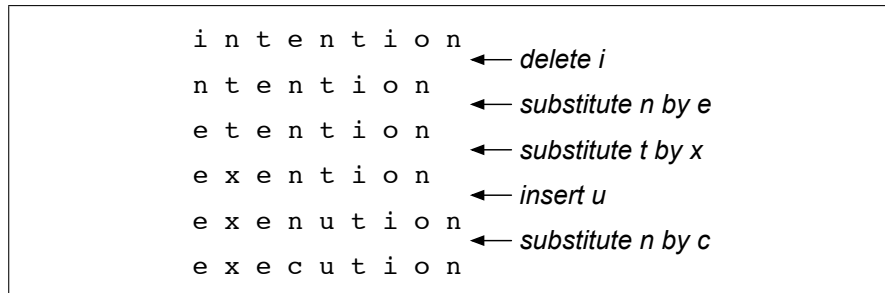 i n t e n t i o n
delete i
n t e n t i o n
substitute n by e
e t e n t i o n
substitute t by x
e x e n t i o n
insert u
e x e n u t i o n
substitute n by c
e x e c u t i o n